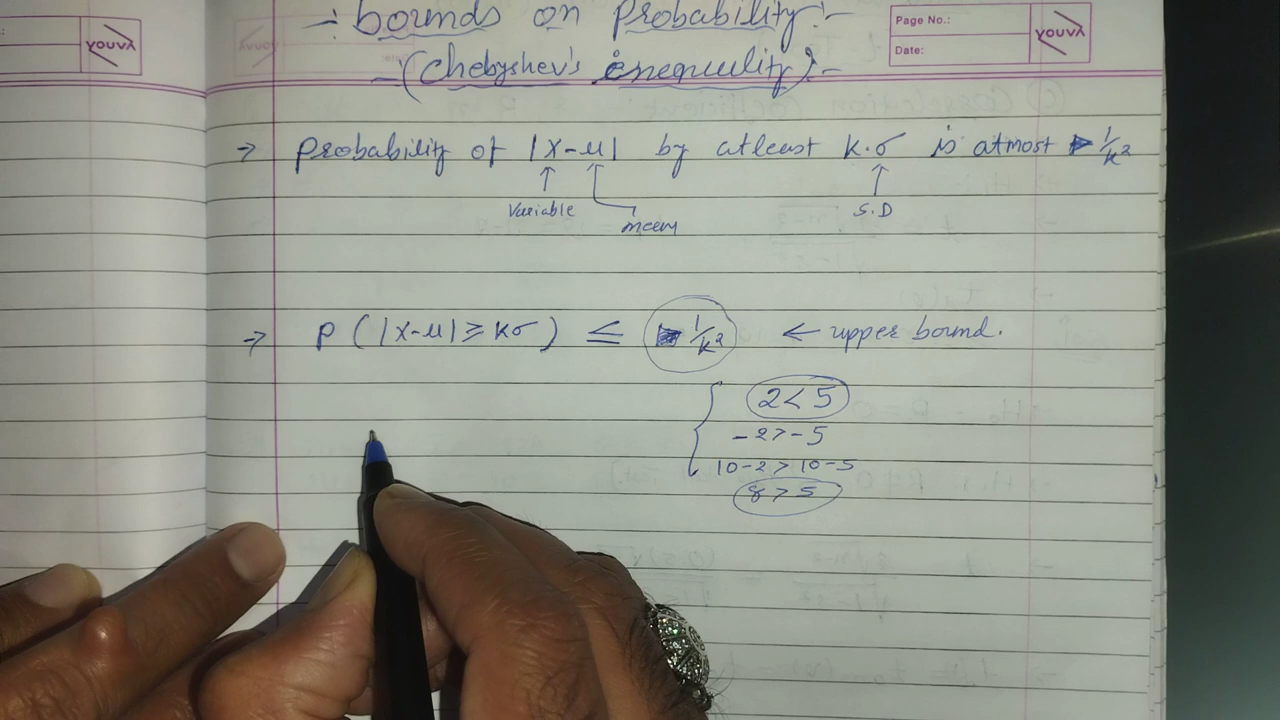 -: bounds on Probability :-
Page No.:
Date:
youva
-(Chebyshev's inequality)-
→ Probability of |X-μ| by atleast k.σ is atmost 1/k²
Variable
mean
S.D
→ P ( |X-μ| ≥ kσ ) ≤ 1/k² ← upper bound.
2 < 5
-2 > -5
10-2 > 10-5
8 > 5